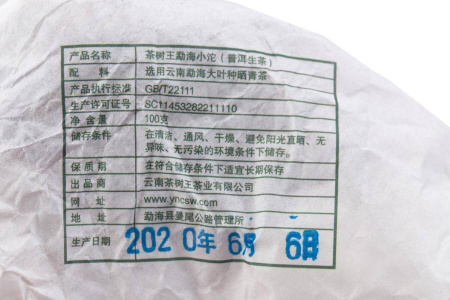 产品名称 茶树王勐海小沱（普洱生茶）
配 料 选用云南勐海大叶种晒青茶
产品执行标准 GB/T22111
生产许可证号 SC11453282211110
净 含 量 100克
储存条件 在清洁、通风、干燥、避免阳光直晒、无
异味、无污染的环境条件下储存。
保 质 期 在符合储存条件下适宜长期保存
出 品 商 云南茶树王茶业有限公司
网 址 www.yncsw.com
地 址 勐海县曼尾公路管理所
生产日期 2020年 6月 6日